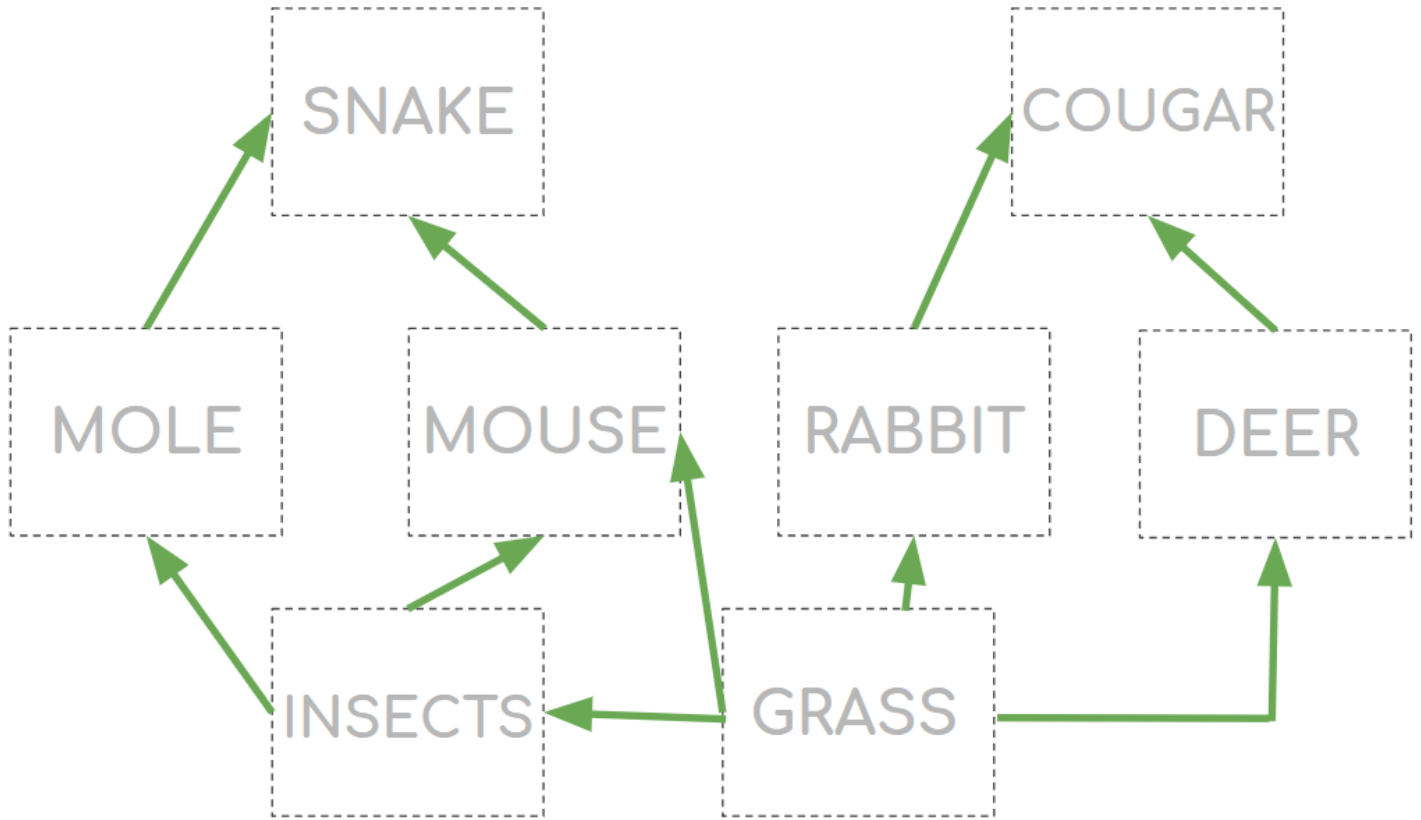 SNAKE
COUGAR
MOLE
MOUSE
RABBIT
DEER
INSECTS
GRASS